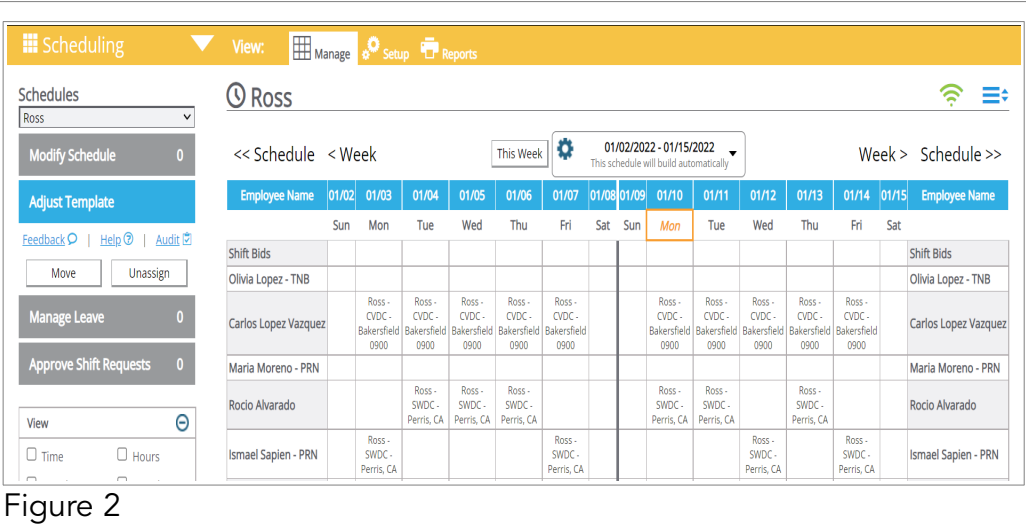 Scheduling View: Manage Setup Reports
Schedules
Ross
Modify Schedule 0
Adjust Template
Feedback | Help | Audit
Move Unassign
Manage Leave 0
Approve Shift Requests 0
View
Time Hours
Ross
<< Schedule < Week This Week 01/02/2022 - 01/15/2022 Week > Schedule >>
This schedule will build automatically
Employee Name 01/02 01/03 01/04 01/05 01/06 01/07 01/08 01/09 01/10 01/11 01/12 01/13 01/14 01/15 Employee Name
Sun Mon Tue Wed Thu Fri Sat Sun Mon Tue Wed Thu Fri Sat
Shift Bids Shift Bids
Olivia Lopez - TNB Olivia Lopez - TNB
Ross - Ross - Ross - Ross - Ross - Ross - Ross - Ross - Ross - Ross -
CVDC - CVDC - CVDC - CVDC - CVDC - CVDC - CVDC - CVDC - CVDC - CVDC -
Carlos Lopez Vazquez Carlos Lopez Vazquez
Bakersfield Bakersfield Bakersfield Bakersfield Bakersfield Bakersfield Bakersfield Bakersfield Bakersfield Bakersfield
0900 0900 0900 0900 0900 0900 0900 0900 0900 0900
Maria Moreno - PRN Maria Moreno - PRN
Ross - Ross - Ross - Ross - Ross - Ross -
Rocio Alvarado SWDC - SWDC - SWDC - SWDC - SWDC - SWDC - Rocio Alvarado
Perris, CA Perris, CA Perris, CA Perris, CA Perris, CA Perris, CA
Ross - Ross - Ross - Ross -
Ismael Sapien - PRN SWDC - SWDC - SWDC - SWDC - Ismael Sapien - PRN
Perris, CA Perris, CA Perris, CA Perris, CA
Figure 2